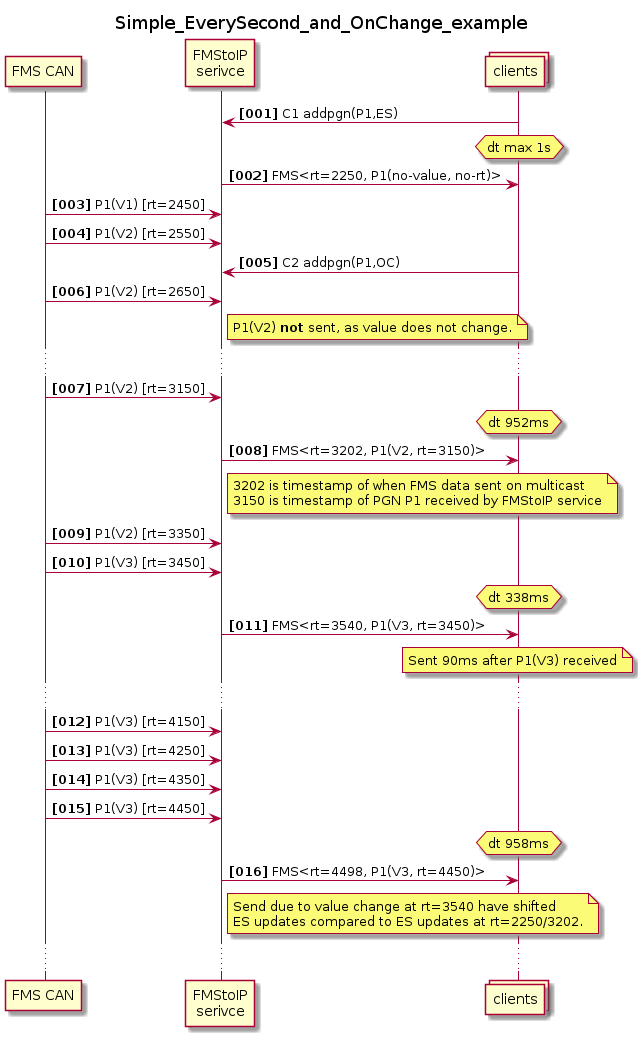 Simple_EverySecond_and_OnChange_example
FMS CAN
FMStoIP
serivce
clients
[001] C1 addpgn(P1,ES)
dt max 1s
[002] FMS<rt=2250, P1(no-value, no-rt)>
[003] P1(V1) [rt=2450]
[004] P1(V2) [rt=2550]
[005] C2 addpgn(P1,OC)
[006] P1(V2) [rt=2650]
P1(V2) not sent, as value does not change.
[007] P1(V2) [rt=3150]
dt 952ms
[008] FMS<rt=3202, P1(V2, rt=3150)>
3202 is timestamp of when FMS data sent on multicast
3150 is timestamp of PGN P1 received by FMStoIP service
[009] P1(V2) [rt=3350]
[010] P1(V3) [rt=3450]
dt 338ms
[011] FMS<rt=3540, P1(V3, rt=3450)>
Sent 90ms after P1(V3) received
[012] P1(V3) [rt=4150]
[013] P1(V3) [rt=4250]
[014] P1(V3) [rt=4350]
[015] P1(V3) [rt=4450]
dt 958ms
[016] FMS<rt=4498, P1(V3, rt=4450)>
Send due to value change at rt=3540 have shifted
ES updates compared to ES updates at rt=2250/3202.
FMS CAN
FMStoIP
serivce
clients